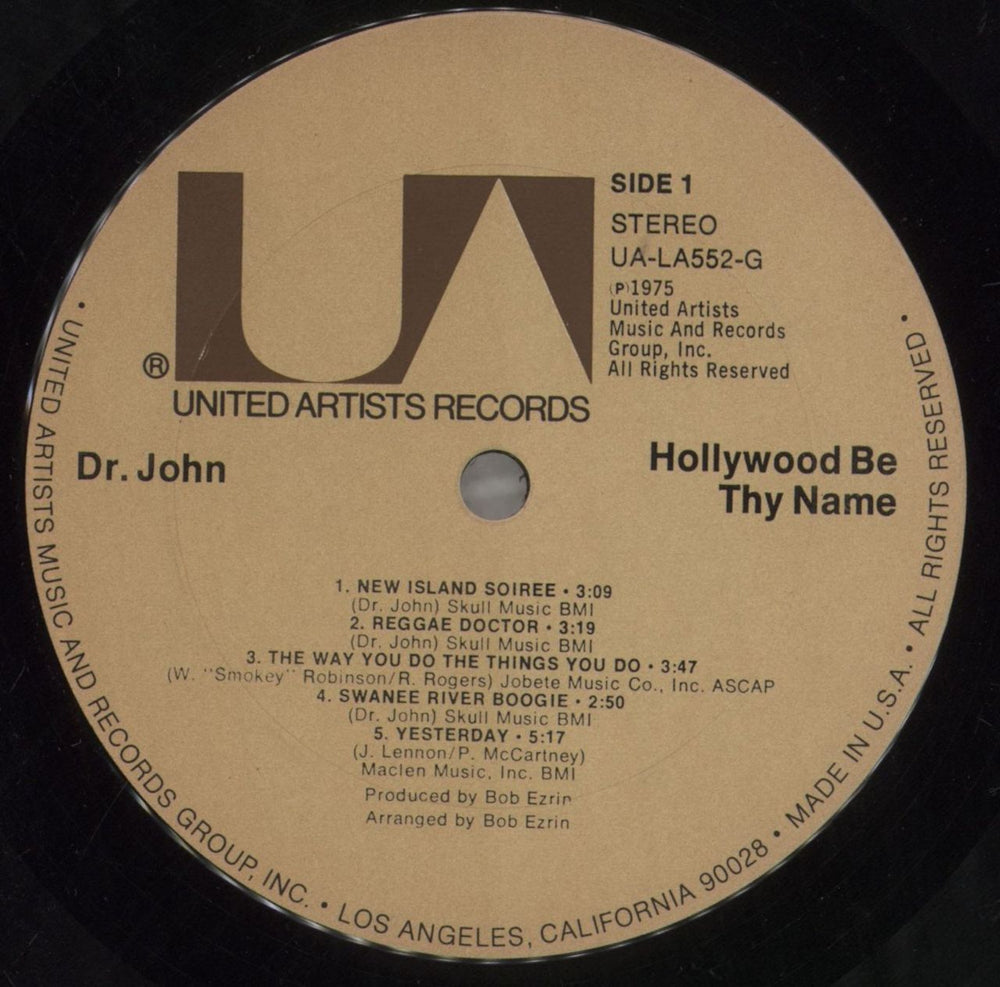 UA
®
UNITED ARTISTS RECORDS
SIDE 1
STEREO
UA-LA552-G
Ⓟ1975
United Artists
Music And Records
Group, Inc.
All Rights Reserved
Dr. John
Hollywood Be
Thy Name
1. NEW ISLAND SOIREE • 3:09
(Dr. John) Skull Music BMI
2. REGGAE DOCTOR • 3:19
(Dr. John) Skull Music BMI
3. THE WAY YOU DO THE THINGS YOU DO • 3:47
(W. "Smokey" Robinson/R. Rogers) Jobete Music Co., Inc. ASCAP
4. SWANEE RIVER BOOGIE • 2:50
(Dr. John) Skull Music BMI
5. YESTERDAY • 5:17
(J. Lennon/P. McCartney)
Maclen Music, Inc. BMI
Produced by Bob Ezrin
Arranged by Bob Ezrin
• UNITED ARTISTS MUSIC AND RECORDS GROUP, INC. • LOS ANGELES, CALIFORNIA 90028 • MADE IN U.S.A. • ALL RIGHTS RESERVED •